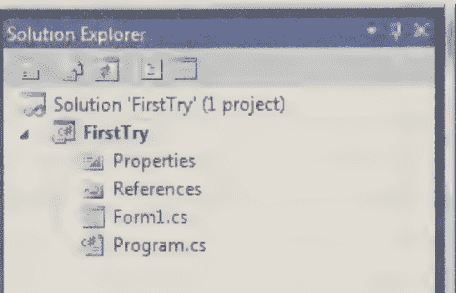 Solution Explorer
Solution 'FirstTry' (1 project)
FirstTry
Properties
References
Form1.cs
Program.cs